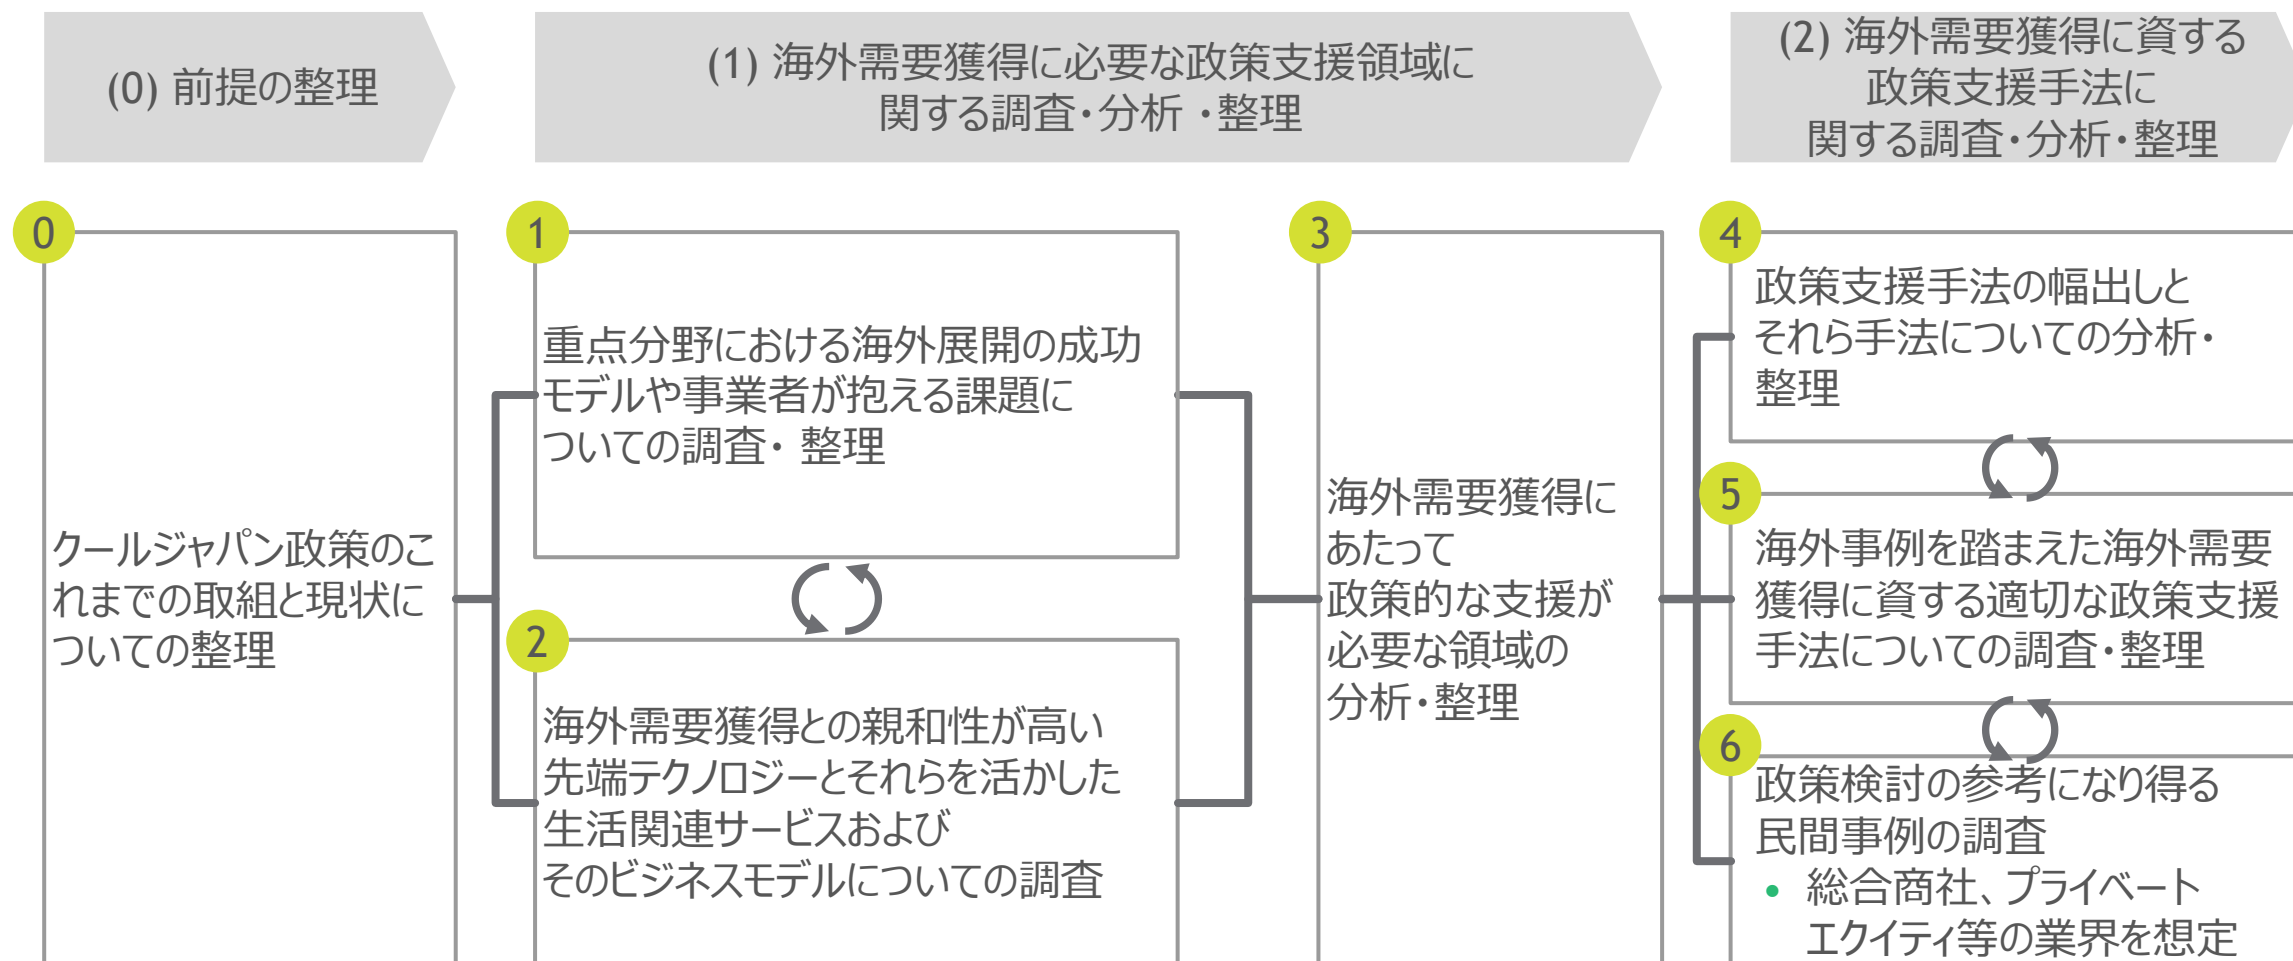 (0) 前提の整理
(1) 海外需要獲得に必要な政策支援領域に
関する調査・分析 ・整理
(2) 海外需要獲得に資する
政策支援手法に
関する調査・分析・整理
0
クールジャパン政策のこ
れまでの取組と現状に
ついての整理
1
重点分野における海外展開の成功
モデルや事業者が抱える課題に
ついての調査・ 整理
2
海外需要獲得との親和性が高い
先端テクノロジーとそれらを活かした
生活関連サービスおよび
そのビジネスモデルについての調査
3
海外需要獲得に
あたって
政策的な支援が
必要な領域の
分析・整理
4
政策支援手法の幅出しと
それら手法についての分析・
整理
5
海外事例を踏まえた海外需要
獲得に資する適切な政策支援
手法についての調査・整理
6
政策検討の参考になり得る
民間事例の調査
• 総合商社、プライベート
エクイティ等の業界を想定